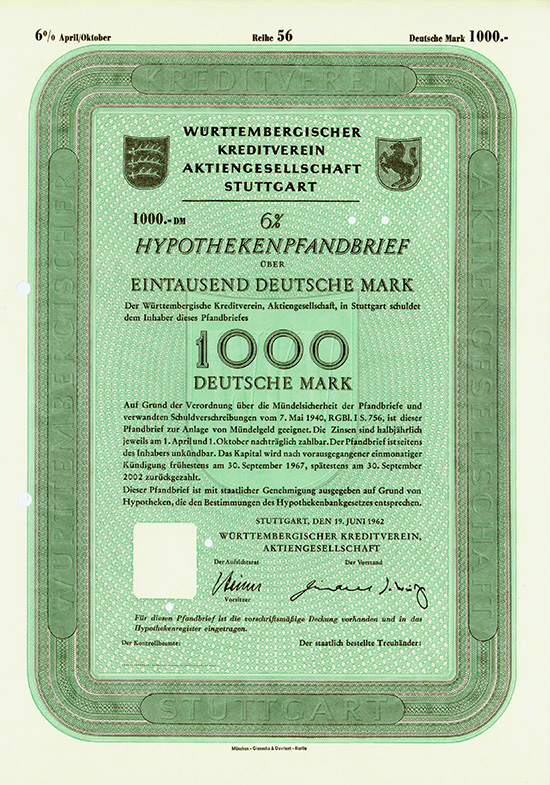 6% April/Oktober Reihe 56 Deutsche Mark 1000.-
KREDITVEREIN
WÜRTTEMBERGISCHER
AKTIENGESELLSCHAFT
WÜRTTEMBERGISCHER
KREDITVEREIN
AKTIENGESELLSCHAFT
STUTTGART
1000.- DM 6%
HYPOTHEKENPFANDBRIEF
ÜBER
EINTAUSEND DEUTSCHE MARK
Der Württembergische Kreditverein, Aktiengesellschaft, in Stuttgart schuldet
dem Inhaber dieses Pfandbriefes
1000
DEUTSCHE MARK
Auf Grund der Verordnung über die Mündelsicherheit der Pfandbriefe und
verwandten Schuldverschreibungen vom 7. Mai 1940, RGBl. I S. 756, ist dieser
Pfandbrief zur Anlage von Mündelgeld geeignet. Die Zinsen sind halbjährlich
jeweils am 1. April und 1. Oktober nachträglich zahlbar. Der Pfandbrief ist seitens
des Inhabers unkündbar. Das Kapital wird nach vorausgegangener einmonatiger
Kündigung frühestens am 30. September 1967, spätestens am 30. September
2002 zurückgezahlt.
Dieser Pfandbrief ist mit staatlicher Genehmigung ausgegeben auf Grund von
Hypotheken, die den Bestimmungen des Hypothekenbankgesetzes entsprechen.
STUTTGART, DEN 19. JUNI 1962
WÜRTTEMBERGISCHER KREDITVEREIN,
AKTIENGESELLSCHAFT
Der Aufsichtsrat Der Vorstand
Vorsitzer
Für diesen Pfandbrief ist die vorschriftsmäßige Deckung vorhanden und in das
Hypothekenregister eingetragen.
Der Kontrollbeamte: Der staatlich bestellte Treuhänder:
STUTTGART
München - Giesecke & Devrient - Berlin